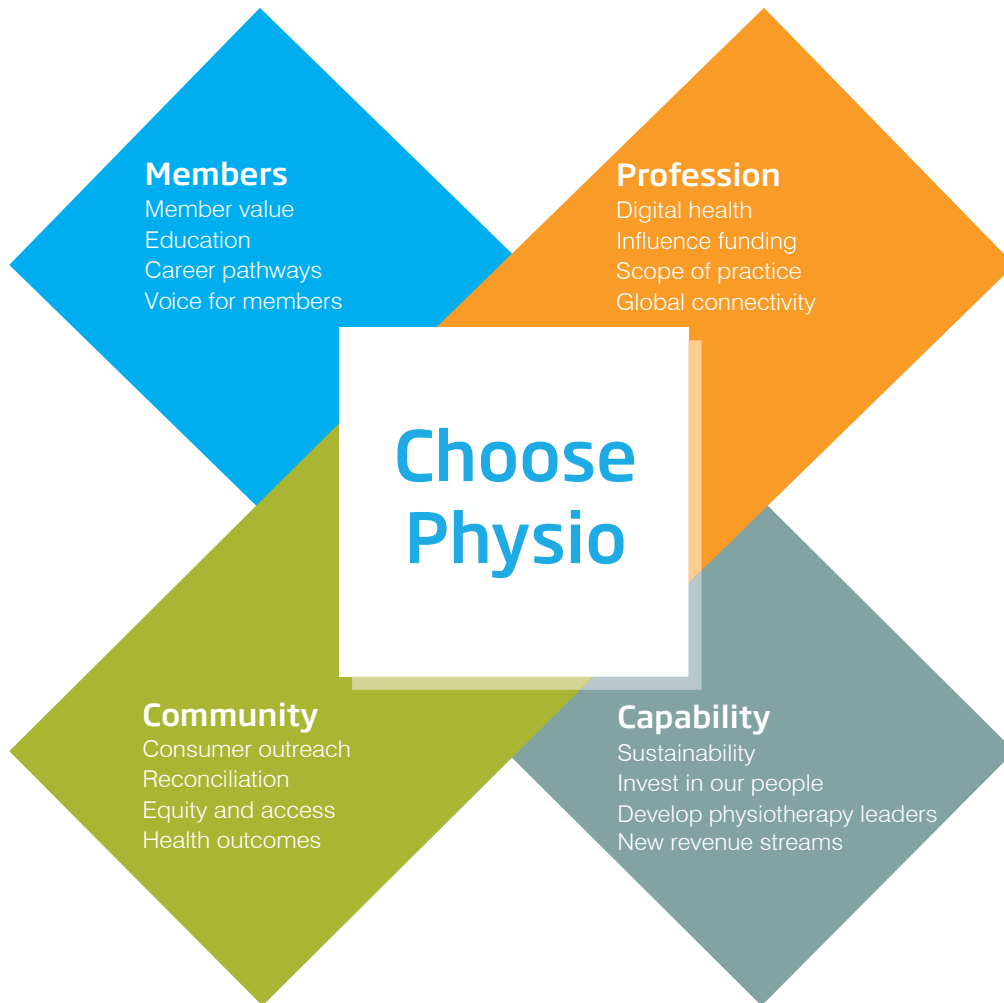 Members
Member value
Education
Career pathways
Voice for members
Profession
Digital health
Influence funding
Scope of practice
Global connectivity
Choose
Physio
Community
Consumer outreach
Reconciliation
Equity and access
Health outcomes
Capability
Sustainability
Invest in our people
Develop physiotherapy leaders
New revenue streams